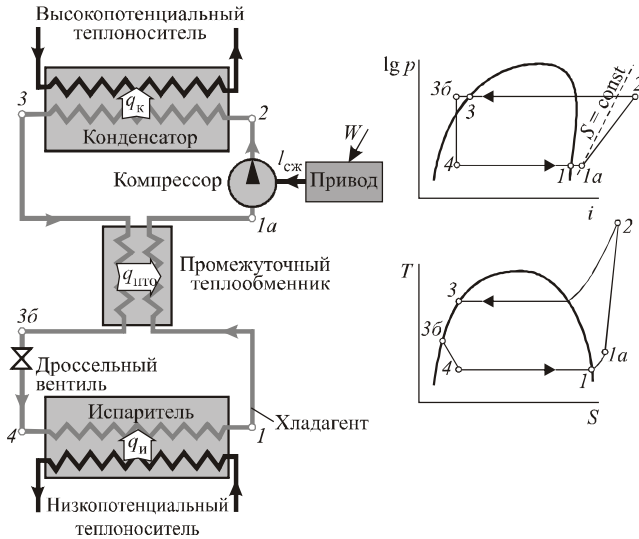 Высокопотенциальный
теплоноситель
3
qк
2
Конденсатор
W
lсж
Компрессор
Привод
1а
qпто
Промежуточный
теплообменник
3б
Дроссельный
вентиль
Испаритель
4
qи
1
Хладагент
Низкопотенциальный
теплоноситель
lg p
3б
3
S = const
4
1
1а
i
T
2
3
3б
1а
4
1
S